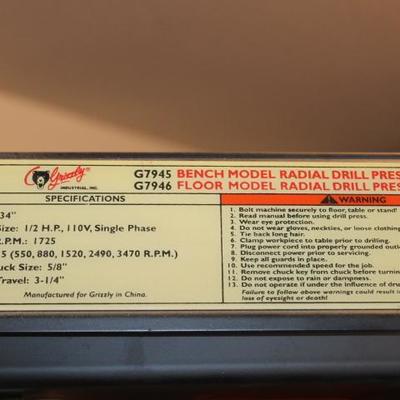 Grizzly
INDUSTRIAL, INC.
G7945 BENCH MODEL RADIAL DRILL PRES
G7946 FLOOR MODEL RADIAL DRILL PRES
SPECIFICATIONS
34"
Size: 1/2 H.P., 110V, Single Phase
R.P.M.: 1725
5 (550, 880, 1520, 2490, 3470 R.P.M.)
uck Size: 5/8"
Travel: 3-1/4"
Manufactured for Grizzly in China.
WARNING
1. Bolt machine securely to floor, table or stand!
2. Read manual before using drill press.
3. Wear eye protection.
4. Do not wear gloves, neckties, or loose clothing
5. Tie back long hair.
6. Clamp workpiece to table prior to drilling.
7. Plug power cord into properly grounded outle
8. Disconnect power prior to servicing.
9. Keep all guards in place.
10. Use recommended speed for the job.
11. Remove chuck key from chuck before turnin
12. Do not expose to rain or dampness.
13. Do not operate if under the influence of dru
Failure to follow above warnings could result in
loss of eyesight or death!